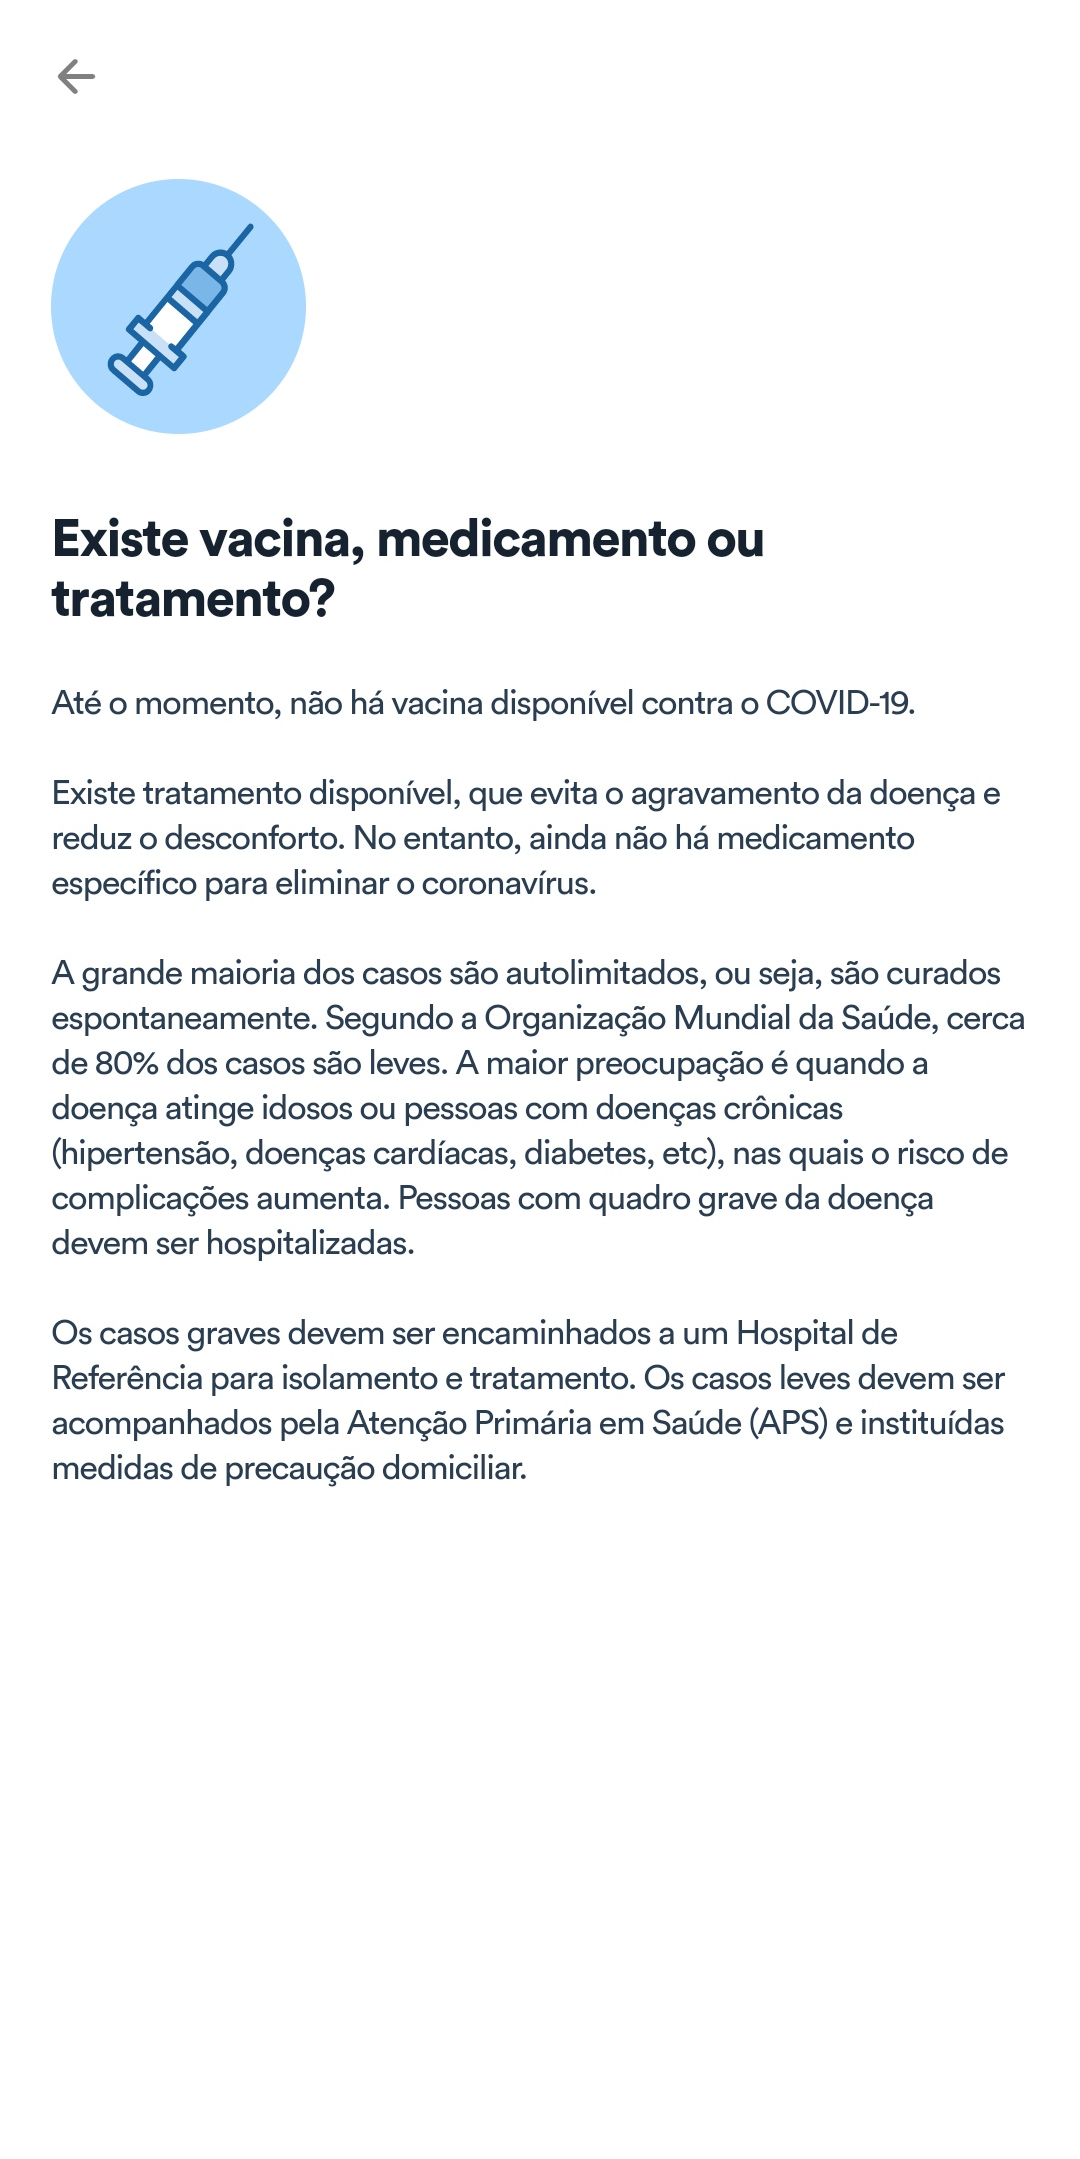 Existe vacina, medicamento ou
tratamento?
Até o momento, não há vacina disponível contra o COVID-19.
Existe tratamento disponível, que evita o agravamento da doença e
reduz o desconforto. No entanto, ainda não há medicamento
específico para eliminar o coronavírus.
A grande maioria dos casos são autolimitados, ou seja, são curados
espontaneamente. Segundo a Organização Mundial da Saúde, cerca
de 80% dos casos são leves. A maior preocupação é quando a
doença atinge idosos ou pessoas com doenças crônicas
(hipertensão, doenças cardíacas, diabetes, etc), nas quais o risco de
complicações aumenta. Pessoas com quadro grave da doença
devem ser hospitalizadas.
Os casos graves devem ser encaminhados a um Hospital de
Referência para isolamento e tratamento. Os casos leves devem ser
acompanhados pela Atenção Primária em Saúde (APS) e instituídas
medidas de precaução domiciliar.